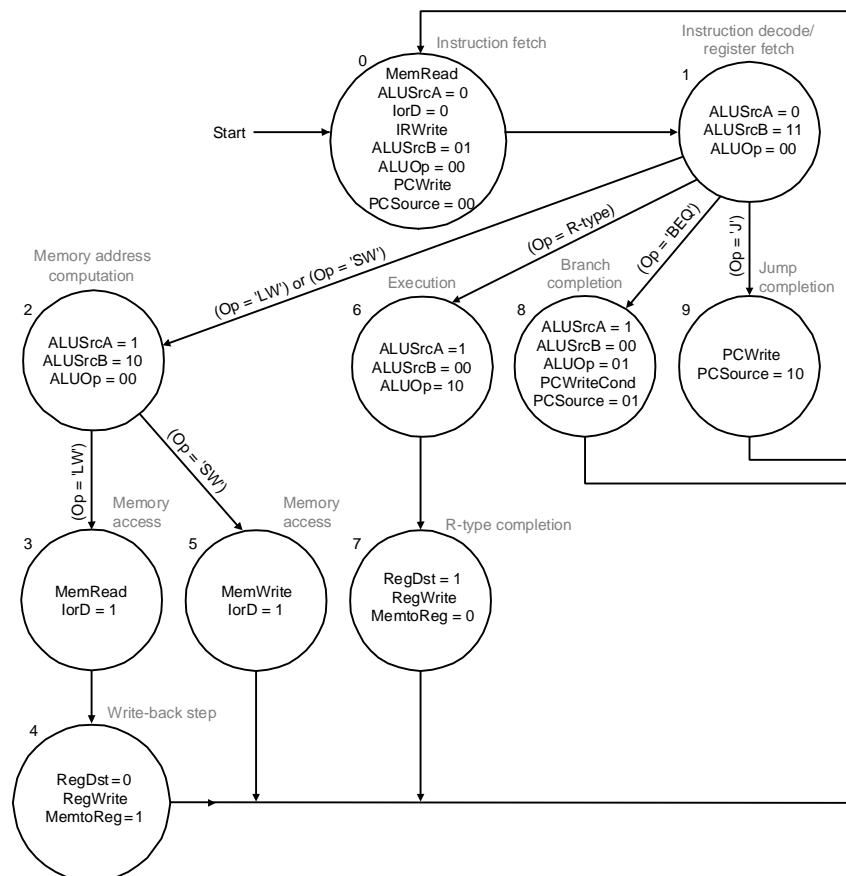 Instruction fetch
0
MemRead
ALUSrcA = 0
IorD = 0
IRWrite
ALUSrcB = 01
ALUOp = 00
PCWrite
PCSource = 00
Start
Instruction decode/
register fetch
1
ALUSrcA = 0
ALUSrcB = 11
ALUOp = 00
(Op = 'LW') or (Op = 'SW')
(Op = R-type)
(Op = 'BEQ')
(Op = 'J')
Memory address
computation
2
ALUSrcA = 1
ALUSrcB = 10
ALUOp = 00
Execution
6
ALUSrcA =1
ALUSrcB = 00
ALUOp = 10
Branch
completion
8
ALUSrcA = 1
ALUSrcB = 00
ALUOp = 01
PCWriteCond
PCSource = 01
Jump
completion
9
PCWrite
PCSource = 10
(Op = 'LW')
(Op = 'SW')
Memory
access
3
MemRead
IorD = 1
Memory
access
5
MemWrite
IorD = 1
R-type completion
7
RegDst = 1
RegWrite
MemtoReg = 0
Write-back step
4
RegDst=0
RegWrite
MemtoReg=1